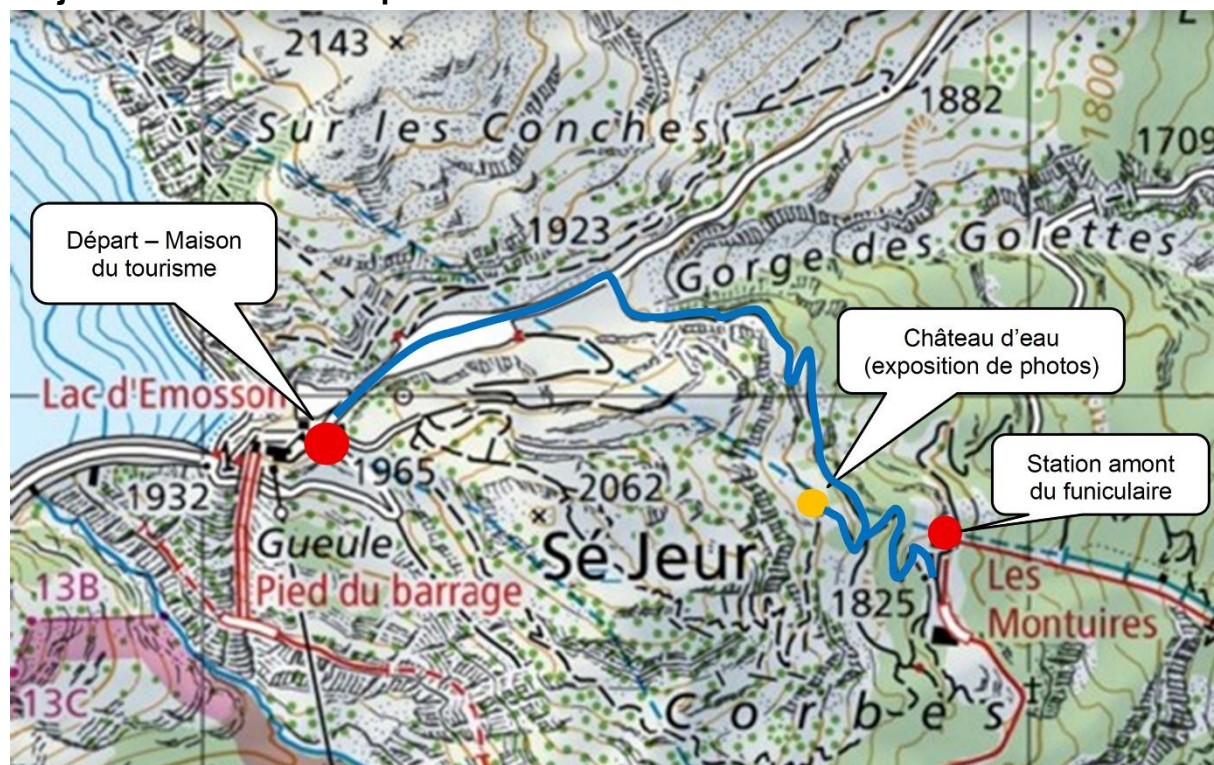 2143
Sur les Conches
1882
1800
1709
Départ – Maison
du tourisme
1923
Gorge des Golettes
Château d'eau
(exposition de photos)
Lac d'Emosson
1965
1932
2062
Station amont
du funiculaire
Gueule
Sé Jeur
13B
Pied du barrage
1825
Les
Montuires
13C
Corbes